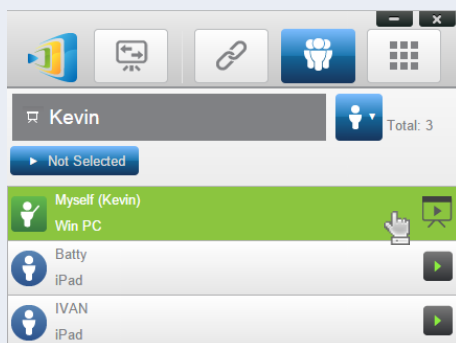 Kevin
Total: 3
Not Selected
Myself (Kevin)
Win PC
Batty
iPad
IVAN
iPad